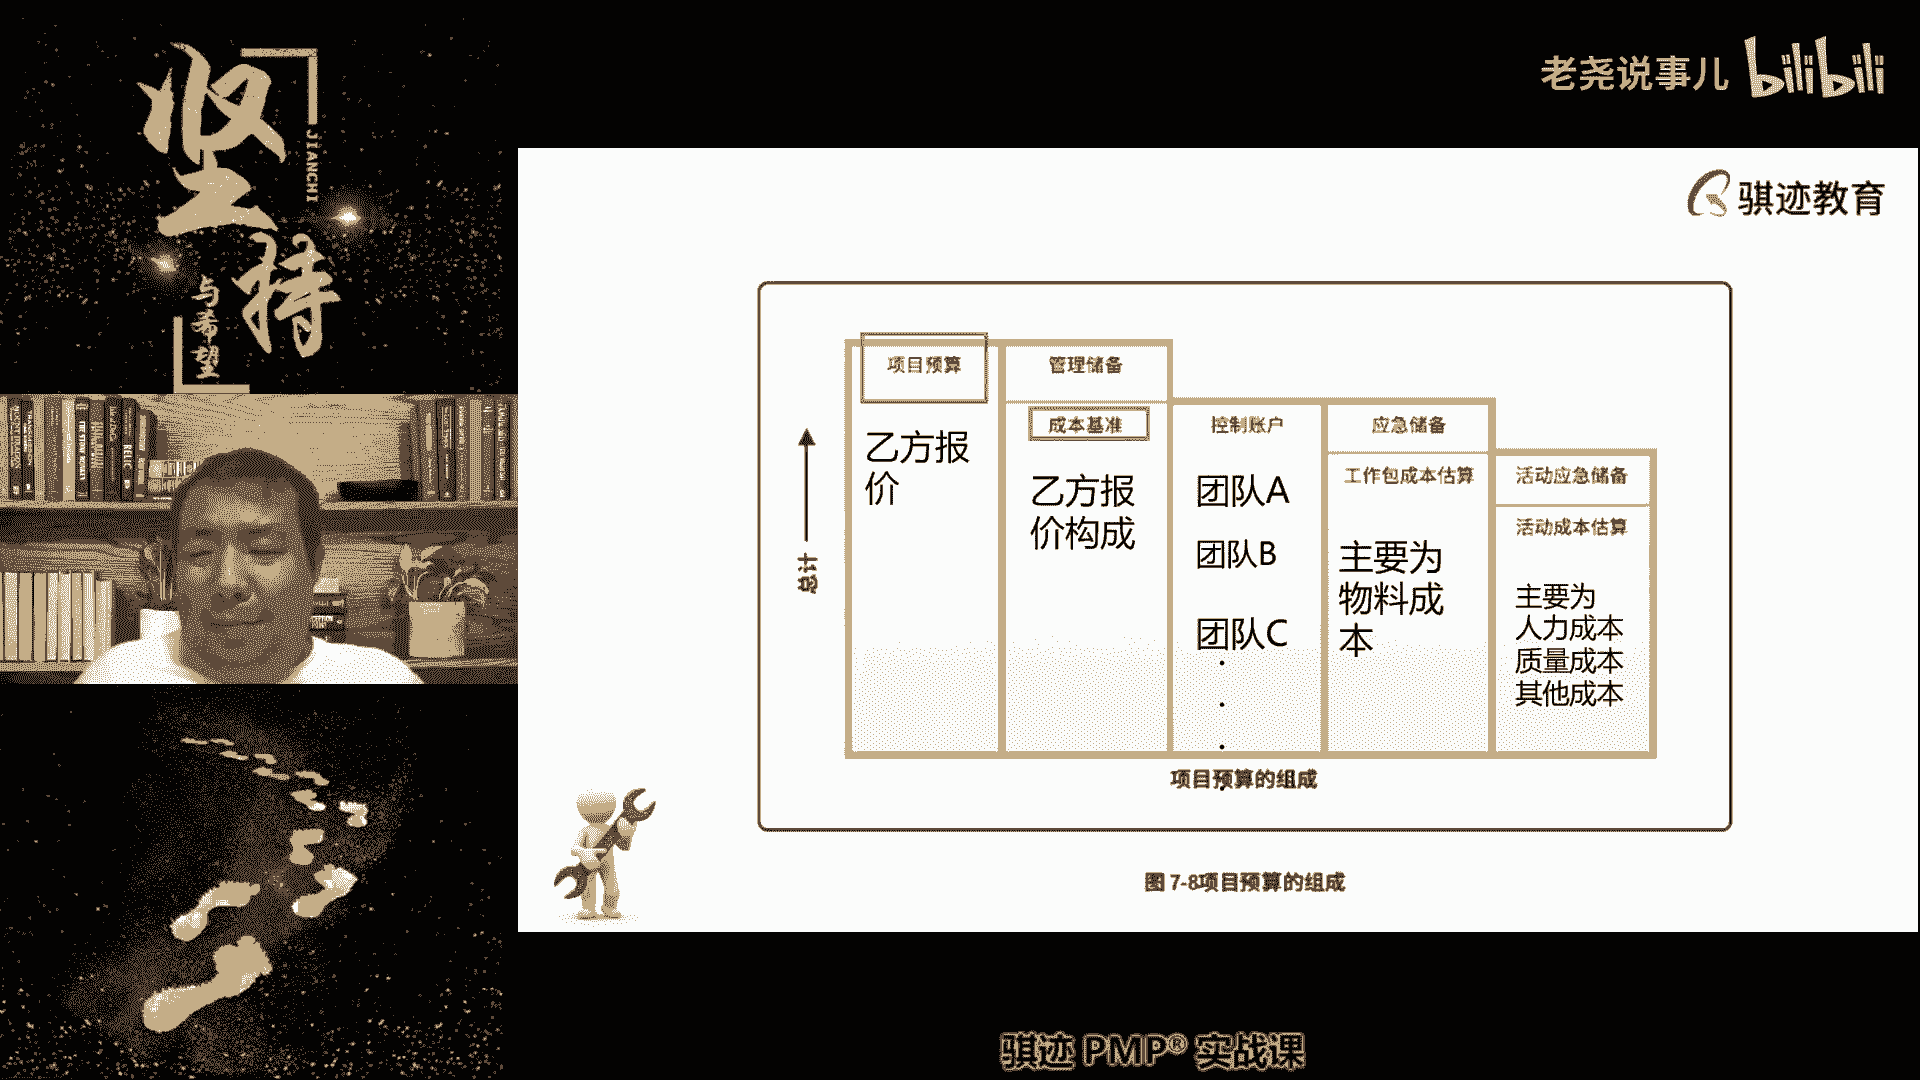 坚持
JIANCHI
与希望
老尧说事儿 bilibili
骐迹教育
项目预算
管理储备
成本基准
控制账户
应急储备
工作包成本估算
活动应急储备
活动成本估算
乙方报
价
乙方报
价构成
团队A
团队B
团队C
.
.
.
主要为
物料成
本
主要为
人力成本
质量成本
其他成本
总计
项目预算的组成
图 7-8项目预算的组成
骐迹 PMP® 实战课